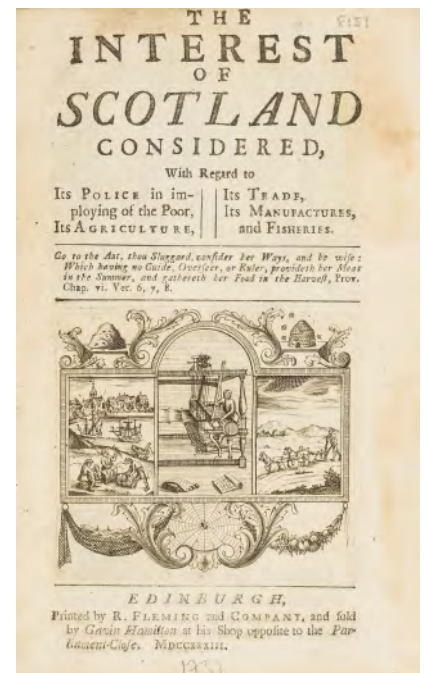 THE
INTEREST
OF
SCOTLAND
CONSIDERED,
With Regard to
Its POLICE in im-
ploying of the Poor,
Its AGRICULTURE,
Its TRADE,
Its MANUFACTURES,
and FISHERIES.
Go to the Ant, thou Sluggard, consider her Ways, and be wise:
Which having no Guide, Overseer, or Ruler, provideth her Meat
in the Summer, and gathereth her Food in the Harvest, Prov.
Chap. vi. Ver. 6, 7, 8.
EDINBURGH,
Printed by R. FLEMING and COMPANY, and sold
by Gavin Hamilton at his Shop opposite to the Par-
liament-Close. MDCCXXXIII.
1733